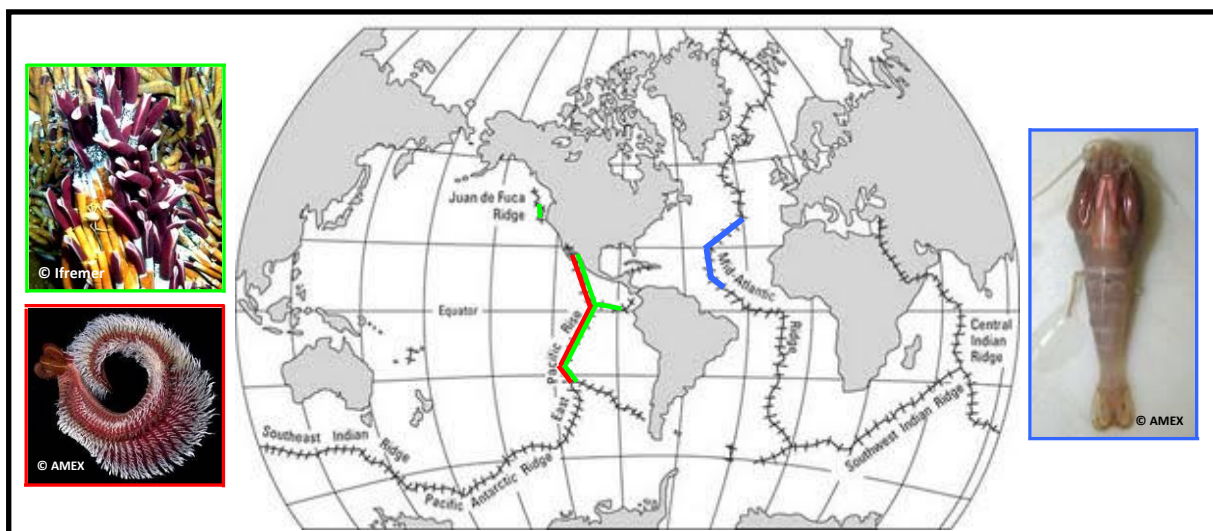 © Ifremer
© AMEX
Juan de Fuca
Ridge
Equator
East Pacific Rise
Mid-Atlantic
Ridge
Central
Indian
Ridge
Southwest Indian Ridge
Southeast Indian Ridge
Pacific Antarctic Ridge
© AMEX